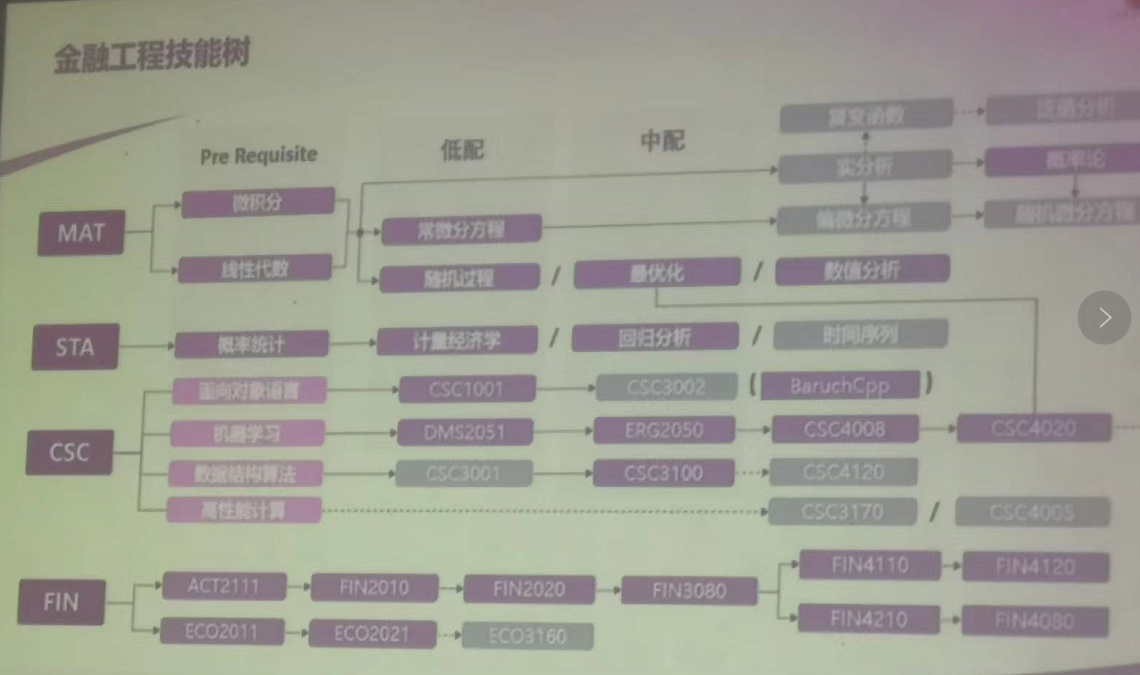 金融工程技能树
Pre Requisite
低配
中配
复变函数
泛函分析
实分析
概率论
MAT
微积分
常微分方程
偏微分方程
随机微分方程
线性代数
随机过程 / 最优化 / 数值分析
STA
概率统计
计量经济学 / 回归分析 / 时间序列
CSC
面向对象语言
CSC1001
CSC3002 ( BaruchCpp )
机器学习
DMS2051
ERG2050
CSC4008
CSC4020
数据结构算法
CSC3001
CSC3100
CSC4120
高性能计算
CSC3170 / CSC4005
FIN
ACT2111
FIN2010
FIN2020
FIN3080
FIN4110
FIN4120
ECO2011
ECO2021
ECO3160
FIN4210
FIN4080